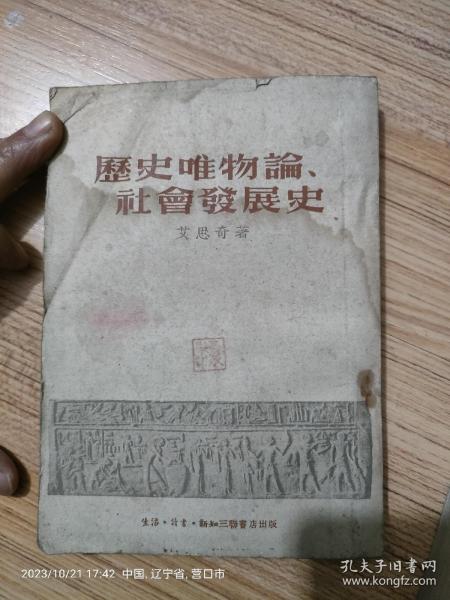 歷史唯物論、
社會發展史
艾思奇著
生活·讀書·新知三聯書店出版
2023/10/21 17:42 中国, 辽宁省, 营口市
孔夫子旧书网
www.kongfz.com